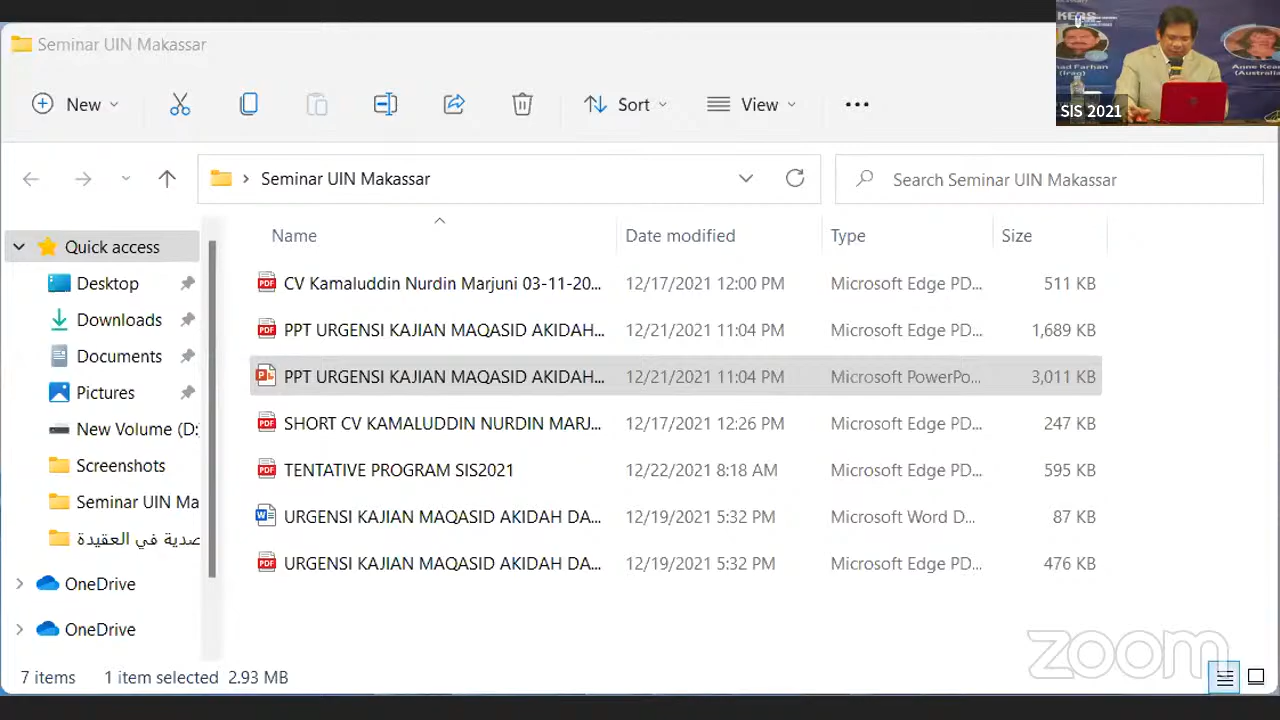 Seminar UIN Makassar
New
Sort
View
SIS 2021
Seminar UIN Makassar
Search Seminar UIN Makassar
Name Date modified Type Size
Quick access
Desktop
Downloads
Documents
Pictures
New Volume (D:
Screenshots
Seminar UIN Ma
صدية في العقيدة
OneDrive
OneDrive
CV Kamaluddin Nurdin Marjuni 03-11-20... 12/17/2021 12:00 PM Microsoft Edge PD... 511 KB
PPT URGENSI KAJIAN MAQASID AKIDAH... 12/21/2021 11:04 PM Microsoft Edge PD... 1,689 KB
PPT URGENSI KAJIAN MAQASID AKIDAH... 12/21/2021 11:04 PM Microsoft PowerPo... 3,011 KB
SHORT CV KAMALUDDIN NURDIN MARJ... 12/17/2021 12:26 PM Microsoft Edge PD... 247 KB
TENTATIVE PROGRAM SIS2021 12/22/2021 8:18 AM Microsoft Edge PD... 595 KB
URGENSI KAJIAN MAQASID AKIDAH DA... 12/19/2021 5:32 PM Microsoft Word D... 87 KB
URGENSI KAJIAN MAQASID AKIDAH DA... 12/19/2021 5:32 PM Microsoft Edge PD... 476 KB
7 items 1 item selected 2.93 MB
zoom